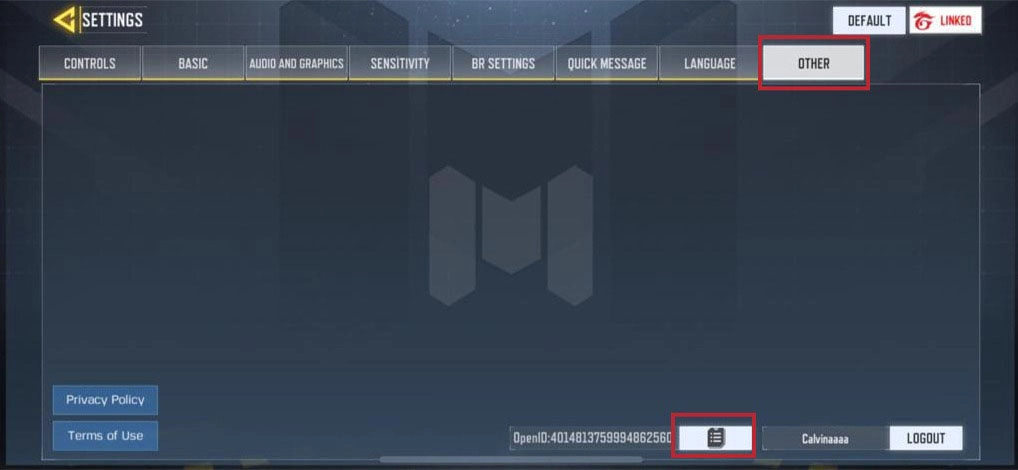 SETTINGS
DEFAULT
LINKED
CONTROLS
BASIC
AUDIO AND GRAPHICS
SENSITIVITY
BR SETTINGS
QUICK MESSAGE
LANGUAGE
OTHER
Privacy Policy
Terms of Use
OpenID:4014813759994862560
Calvinaaaa
LOGOUT